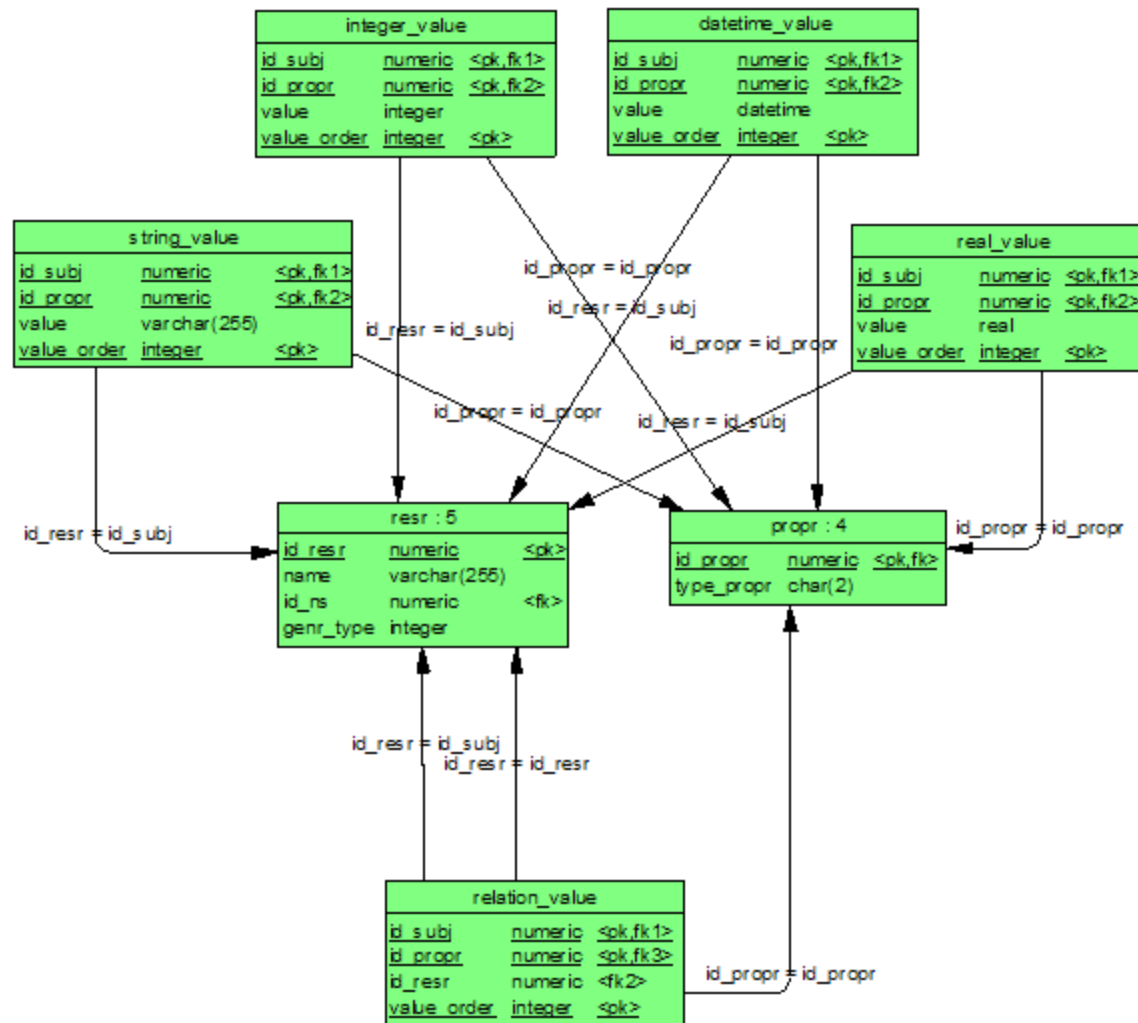 integer_value
id_subj numeric <pk,fk1>
id_propr numeric <pk,fk2>
value integer
value_order integer <pk>
datetime_value
id_subj numeric <pk,fk1>
id_propr numeric <pk,fk2>
value datetime
value_order integer <pk>
string_value
id_subj numeric <pk,fk1>
id_propr numeric <pk,fk2>
value varchar(255)
value_order integer <pk>
real_value
id_subj numeric <pk,fk1>
id_propr numeric <pk,fk2>
value real
value_order integer <pk>
id_propr = id_propr
id_resr = id_subj
id_resr = id_subj
id_propr = id_propr
id_propr = id_propr
id_resr = id_subj
id_resr = id_subj
id_propr = id_propr
resr : 5
id_resr numeric <pk>
name varchar(255)
id_ns numeric <fk>
genr_type integer
propr : 4
id_propr numeric <pk,fk>
type_propr char(2)
id_resr = id_subj
id_resr = id_resr
id_propr = id_propr
relation_value
id_subj numeric <pk,fk1>
id_propr numeric <pk,fk3>
id_resr numeric <fk2>
value_order integer <pk>